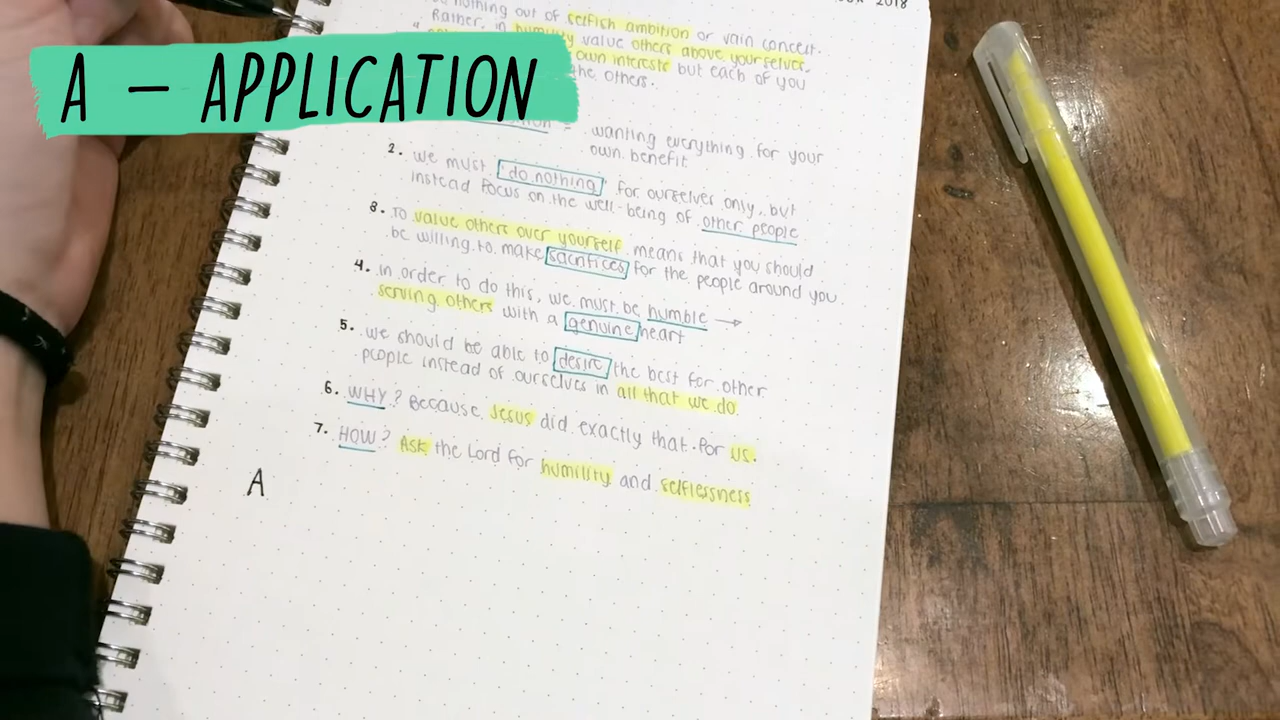 2018
nothing out of selfish ambition or vain conceit.
Rather, in humility value others above yourselves.
own interests but each of you
the others.
A – APPLICATION
wanting everything for your
own benefit
2. we must "do nothing" for ourselves only, but
instead focus on the well-being of other people
3. To value others over yourself means that you should
be willing to make sacrifices for the people around you.
4. in order to do this, we must be humble →
serving others with a genuine heart
5. we should be able to desire the best for other
people instead of ourselves in all that we do.
6. WHY? Because Jesus did exactly that for us.
7. HOW? Ask the Lord for humility and selflessness
A